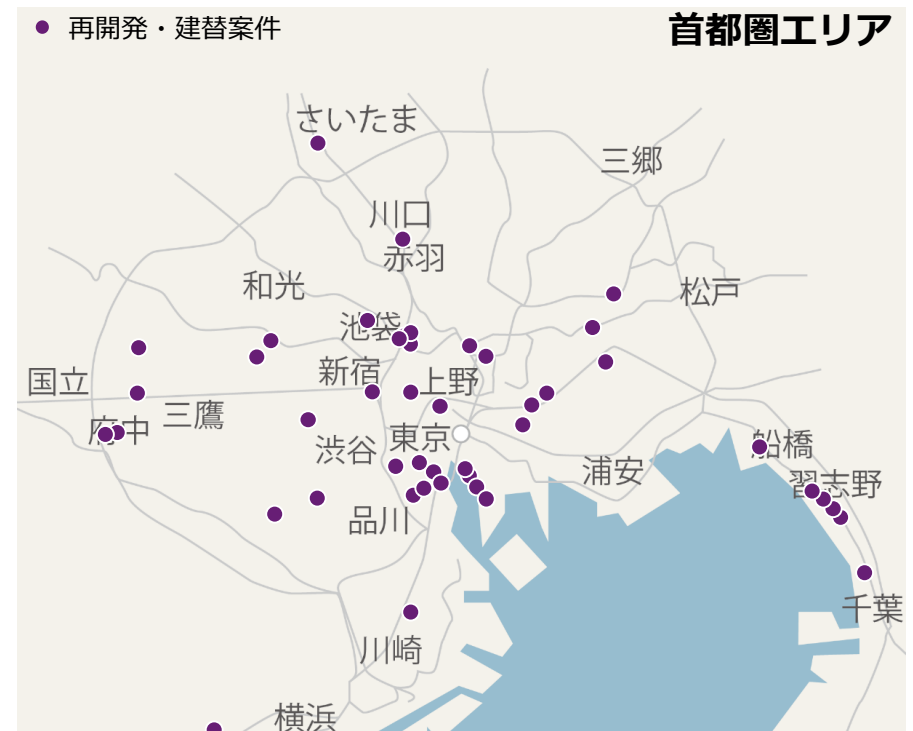 再開発・建替案件
首都圏エリア
さいたま
三郷
川口
赤羽
和光
松戸
池袋
新宿
国立
上野
三鷹
府中
渋谷
東京
船橋
浦安
習志野
品川
千葉
川崎
横浜